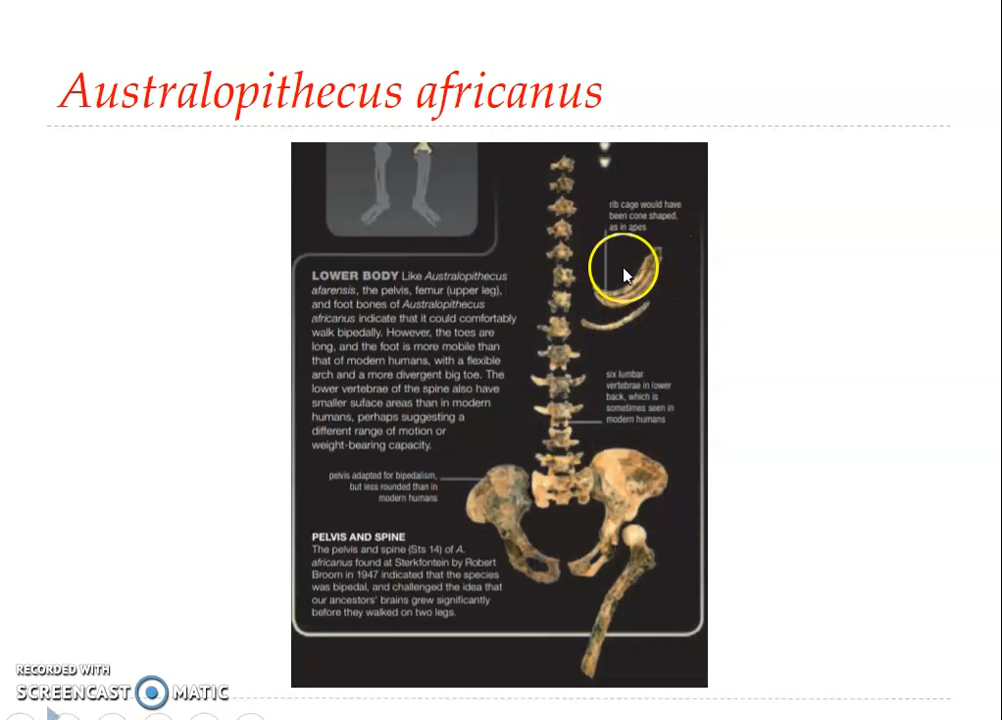 Australopithecus africanus
rib cage would have
been cone shaped,
as in apes
LOWER BODY Like Australopithecus
afarensis, the pelvis, femur (upper leg),
and foot bones of Australopithecus
africanus indicate that it could comfortably
walk bipedally. However, the toes are
long, and the foot is more mobile than
that of modern humans, with a flexible
arch and a more divergent big toe. The
lower vertebrae of the spine also have
smaller suface areas than in modern
humans, perhaps suggesting a
different range of motion or
weight-bearing capacity.
six lumbar
vertebrae in lower
back, which is
sometimes seen in
modern humans
pelvis adapted for bipedalism,
but less rounded than in
modern humans
PELVIS AND SPINE
The pelvis and spine (Sts 14) of A.
africanus found at Sterkfontein by Robert
Broom in 1947 indicated that the species
was bipedal, and challenged the idea that
our ancestors' brains grew significantly
before they walked on two legs.
RECORDED WITH
SCREENCAST MATIC